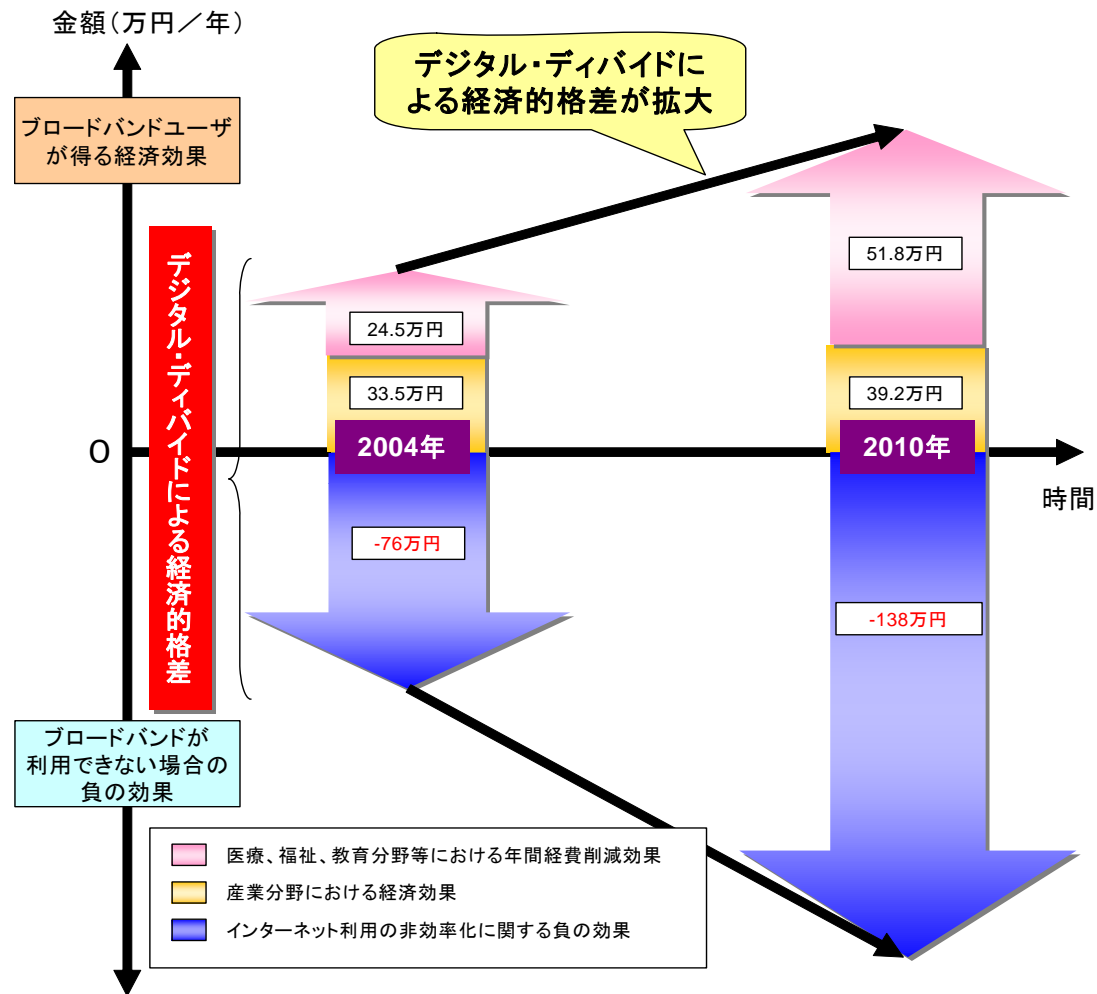 金額(万円／年)
デジタル・ディバイドに
よる経済的格差が拡大
ブロードバンドユーザ
が得る経済効果
デジタル・ディバイドによる経済的格差
51.8万円
24.5万円
33.5万円
39.2万円
0
2004年
2010年
時間
-76万円
-138万円
ブロードバンドが
利用できない場合の
負の効果
医療、福祉、教育分野等における年間経費削減効果
産業分野における経済効果
インターネット利用の非効率化に関する負の効果